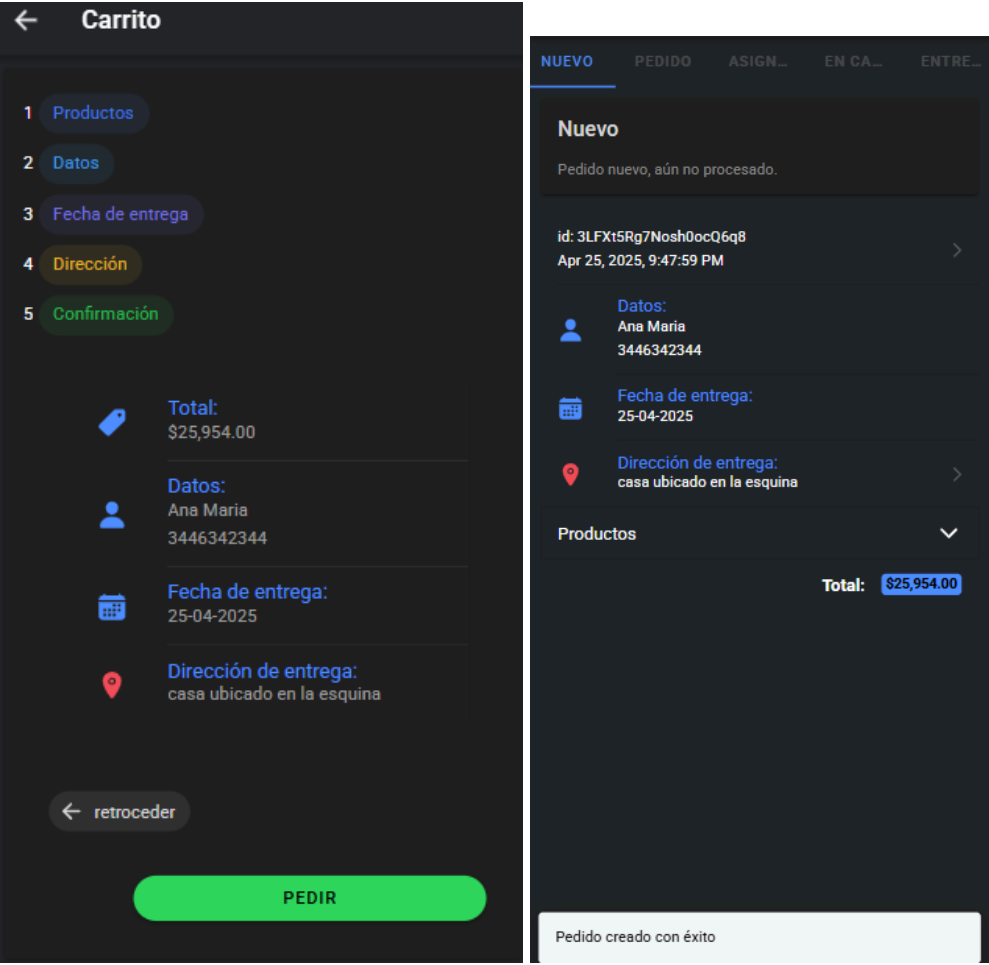 Carrito
1 Productos
2 Datos
3 Fecha de entrega
4 Dirección
5 Confirmación
Total:
$25,954.00
Datos:
Ana Maria
3446342344
Fecha de entrega:
25-04-2025
Dirección de entrega:
casa ubicado en la esquina
retroceder
PEDIR
NUEVO PEDIDO ASIGN... EN CA... ENTRE...
Nuevo
Pedido nuevo, aún no procesado.
id: 3LFXt5Rg7Nosh0ocQ6q8
Apr 25, 2025, 9:47:59 PM
Datos:
Ana Maria
3446342344
Fecha de entrega:
25-04-2025
Dirección de entrega:
casa ubicado en la esquina
Productos
Total: $25,954.00
Pedido creado con éxito